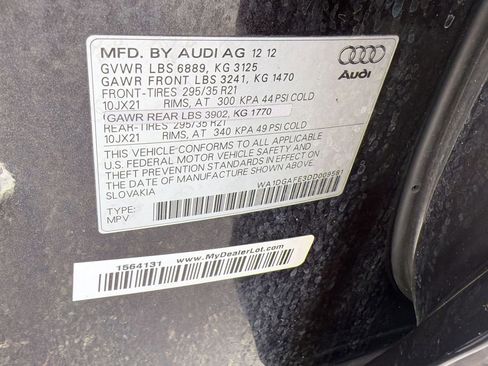 MFD. BY AUDI AG 12 12
GVWR LBS 6889, KG 3125
GAWR FRONT LBS 3241, KG 1470
FRONT-TIRES 295/35 R21
10JX21 RIMS, AT 300 KPA 44 PSI COLD
GAWR REAR LBS 3902, KG 1770
REAR-TIRES 295/35 R21
10JX21 RIMS, AT 340 KPA 49 PSI COLD
THIS VEHICLE CONFORMS TO ALL APPLICABLE
U.S. FEDERAL MOTOR VEHICLE SAFETY AND
THEFT PREVENTION STANDARDS IN EFFECT ON
THE DATE OF MANUFACTURE SHOWN ABOVE
SLOVAKIA
WA1DGAFE3DD009581
TYPE:
MPV
Audi
1564131 www.MyDealerLot.com